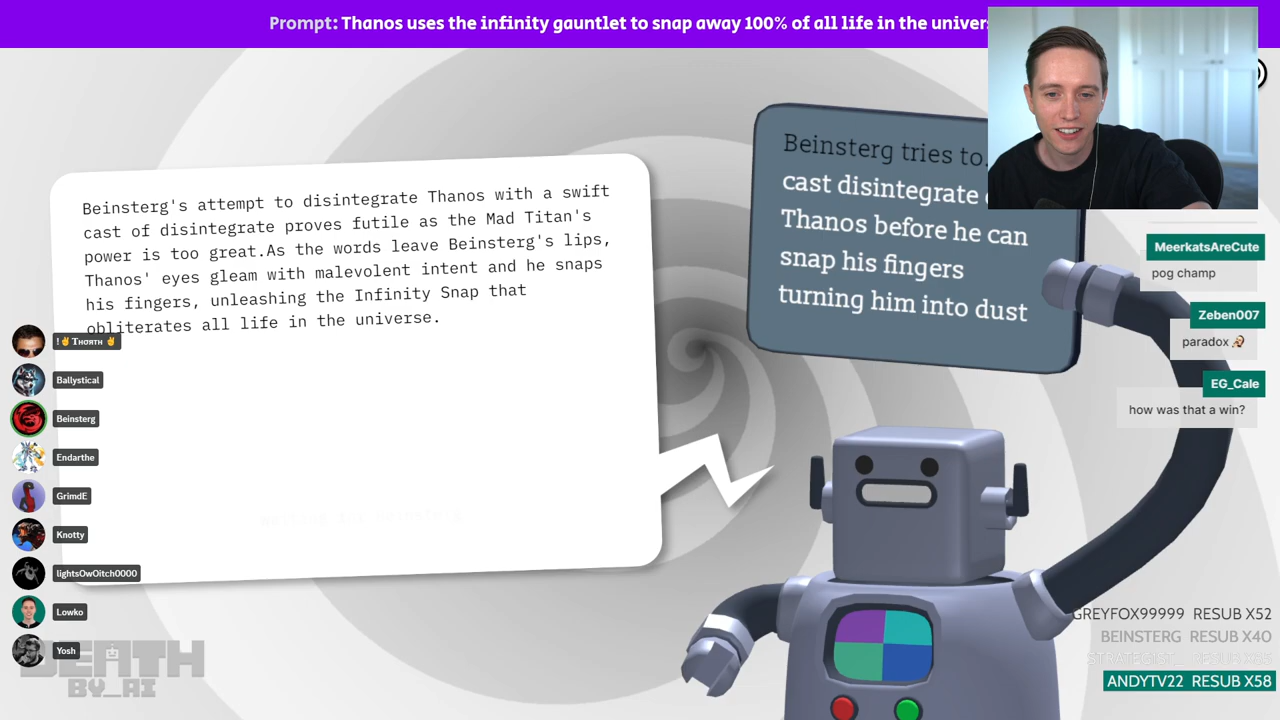 Prompt: Thanos uses the infinity gauntlet to snap away 100% of all life in the
Beinsterg's attempt to disintegrate Thanos with a swift
cast of disintegrate proves futile as the Mad Titan's
power is too great.As the words leave Beinsterg's lips,
Thanos' eyes gleam with malevolent intent and he snaps
his fingers, unleashing the Infinity Snap that
obliterates all life in the universe.
Beinsterg tries to
cast disintegrate
Thanos before he can
snap his fingers
turning him into dust
MeerkatsAreCute
pog champ
Zeben007
paradox
EG_Cale
how was that a win?
!✌Tʜᴏʀᴛʜ ✌
Ballystical
Beinsterg
Endarthe
GrimdE
Knotty
lightsOwOitch0000
Lowko
Yosh
DEATH
BY_AI
GREYFOX99999 RESUB X52
BEINSTERG RESUB X40
STRATEGIST_ RESUB
ANDYTV22 RESUB X58